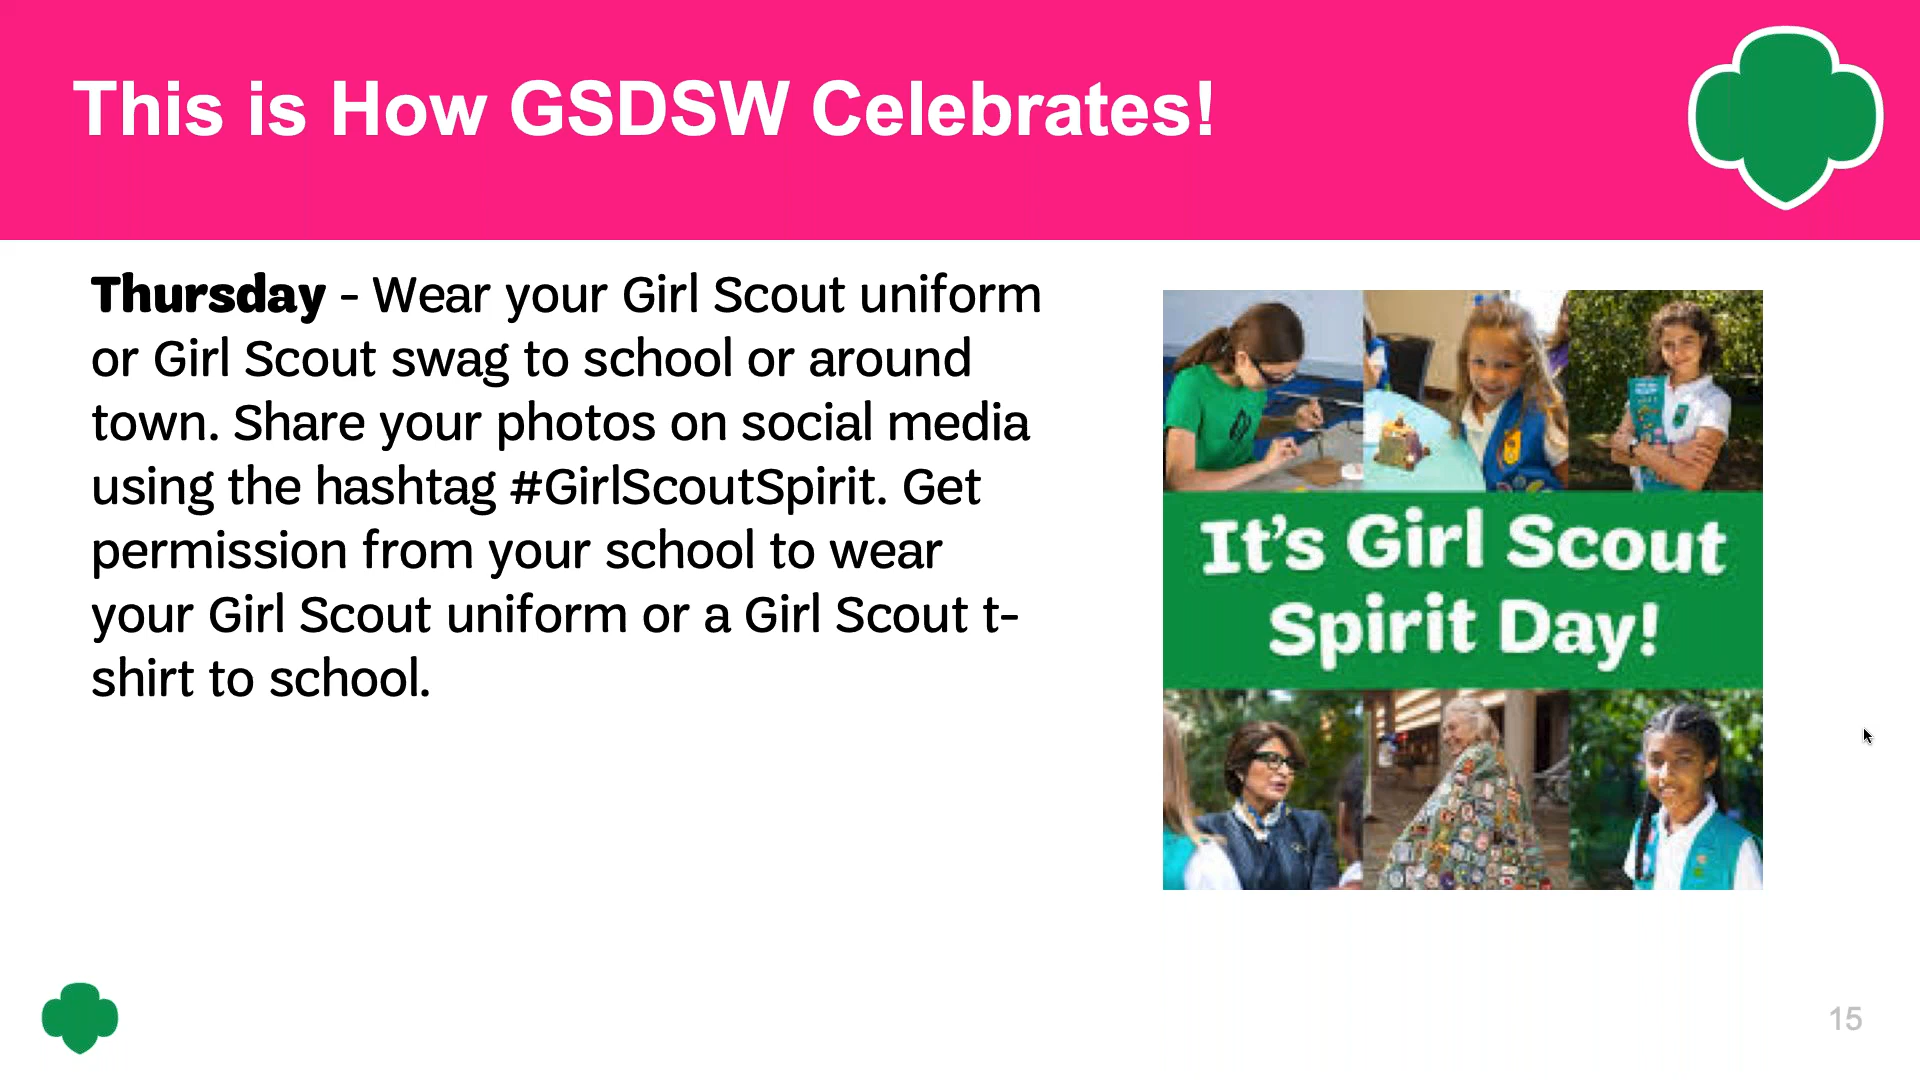 This is How GSDSW Celebrates!
Thursday - Wear your Girl Scout uniform
or Girl Scout swag to school or around
town. Share your photos on social media
using the hashtag #GirlScoutSpirit. Get
permission from your school to wear
your Girl Scout uniform or a Girl Scout t-
shirt to school.
It's Girl Scout
Spirit Day!
15